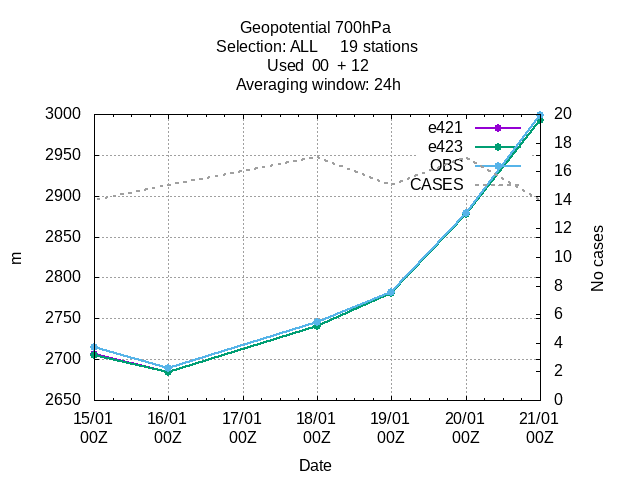 Geopotential 700hPa
Selection: ALL 19 stations
Used 00 + 12
Averaging window: 24h
3000
2950
2900
2850
2800
2750
2700
2650
m
20
18
16
14
12
10
8
6
4
2
0
No cases
e421
e423
OBS
CASES
15/01 16/01 17/01 18/01 19/01 20/01 21/01
00Z 00Z 00Z 00Z 00Z 00Z 00Z
Date